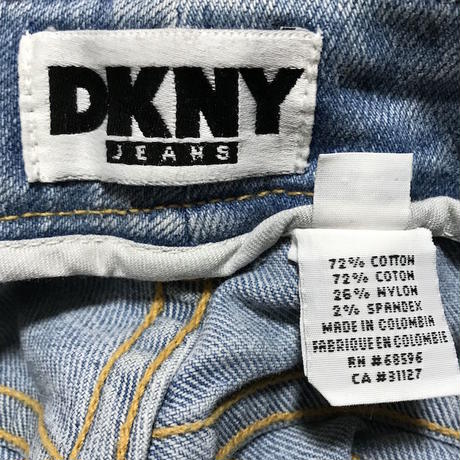 DKNY
JEANS
72% COTTON
72% COTON
26% NYLON
2% SPANDEX
MADE IN COLOMBIA
FABRIQUE EN COLOMBIE
RN #68596
CA #31127